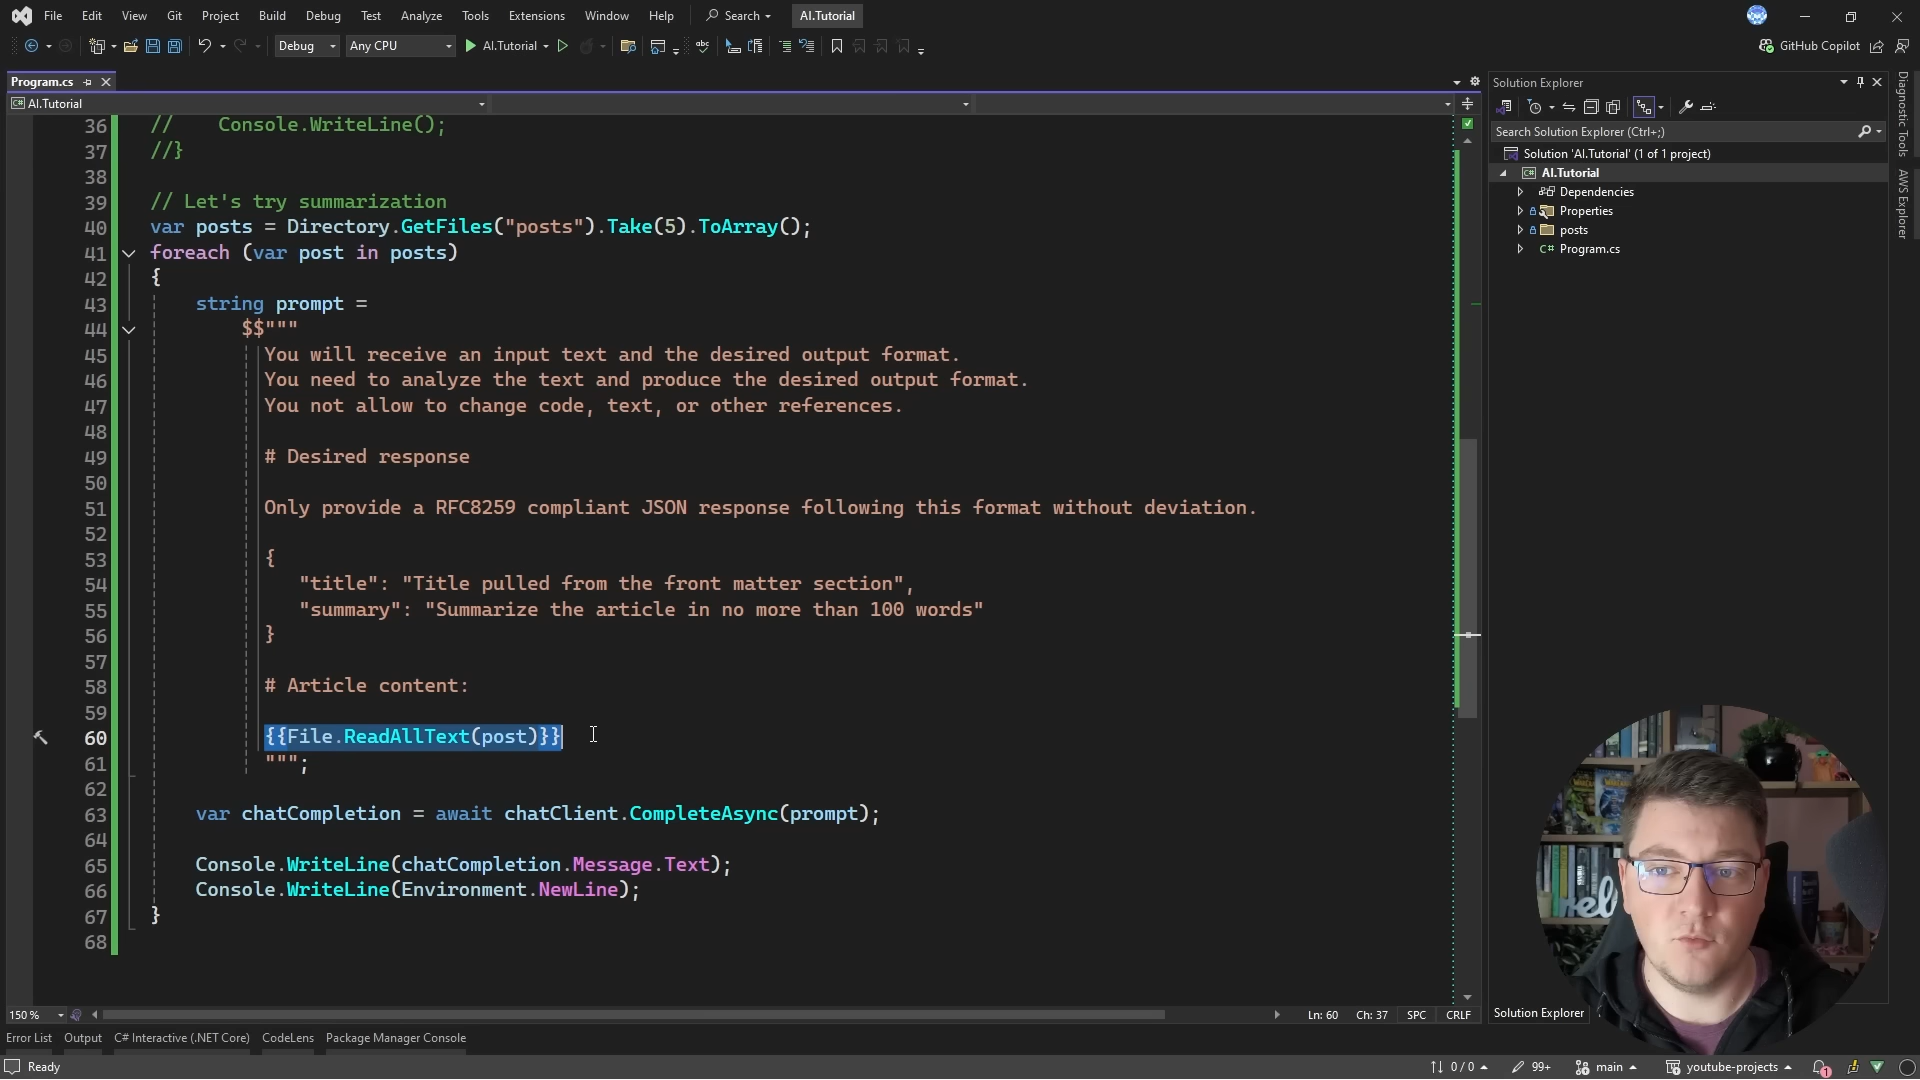 File Edit View Git Project Build Debug Test Analyze Tools Extensions Window Help Search AI.Tutorial
Debug Any CPU AI.Tutorial GitHub Copilot
Program.cs
AI.Tutorial
36 //    Console.WriteLine();
37 //}
38
39 // Let's try summarization
40 var posts = Directory.GetFiles("posts").Take(5).ToArray();
41 foreach (var post in posts)
42 {
43 string prompt =
44 $$"""
45 You will receive an input text and the desired output format.
46 You need to analyze the text and produce the desired output format.
47 You not allow to change code, text, or other references.
48
49 # Desired response
50
51 Only provide a RFC8259 compliant JSON response following this format without deviation.
52
53 {
54 "title": "Title pulled from the front matter section",
55 "summary": "Summarize the article in no more than 100 words"
56 }
57
58 # Article content:
59
60 {{File.ReadAllText(post)}}
61 """;
62
63 var chatCompletion = await chatClient.CompleteAsync(prompt);
64
65 Console.WriteLine(chatCompletion.Message.Text);
66 Console.WriteLine(Environment.NewLine);
67 }
68
150 % Ln: 60 Ch: 37 SPC CRLF
Solution Explorer
Search Solution Explorer (Ctrl+;)
Solution 'AI.Tutorial' (1 of 1 project)
AI.Tutorial
Dependencies
Properties
posts
Program.cs
Diagnostic Tools
AWS Explorer
Solution Explorer
Error List Output C# Interactive (.NET Core) CodeLens Package Manager Console
Ready 0 / 0 99+ main youtube-projects 1